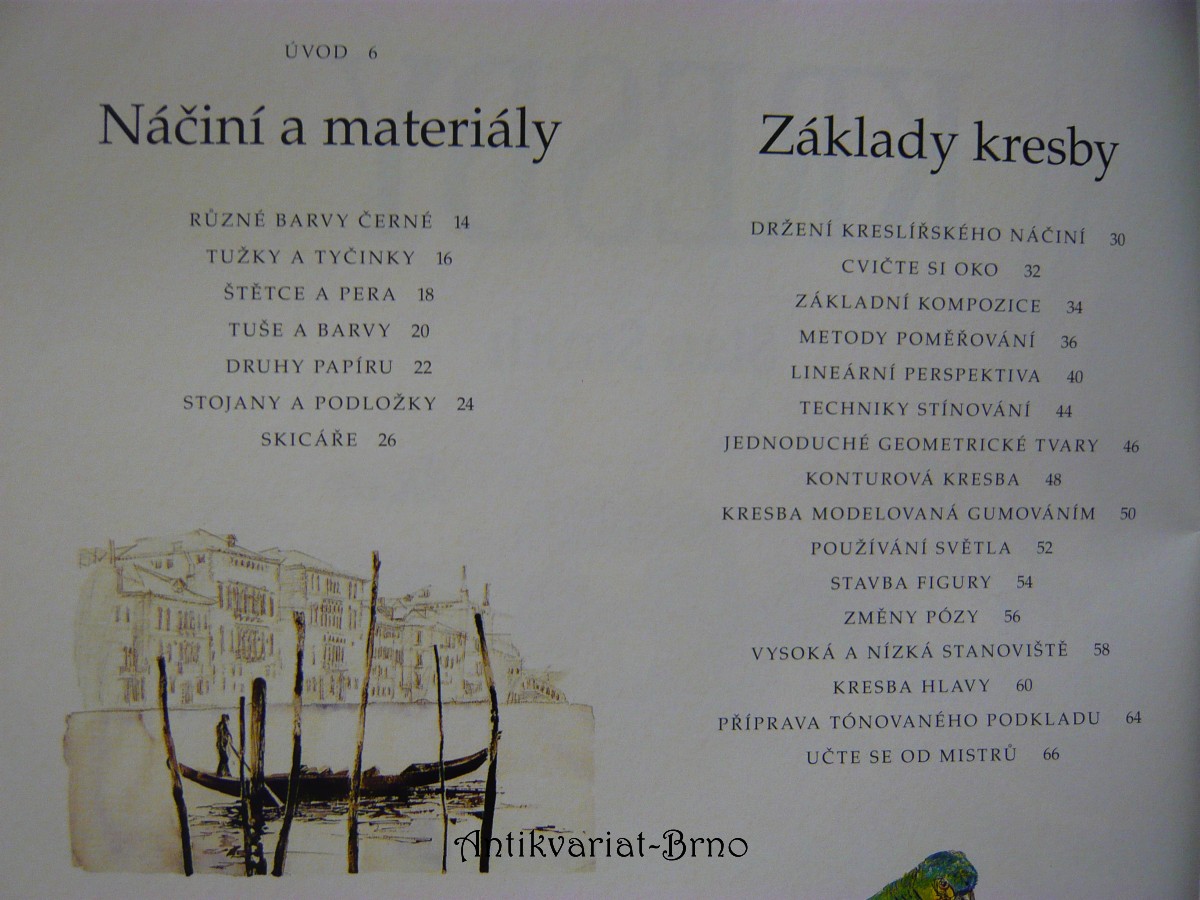 ÚVOD 6
Náčiní a materiály
RŮZNÉ BARVY ČERNÉ 14
TUŽKY A TYČINKY 16
ŠTĚTCE A PERA 18
TUŠE A BARVY 20
DRUHY PAPÍRU 22
STOJANY A PODLOŽKY 24
SKICÁŘE 26
Základy kresby
DRŽENÍ KRESLÍŘSKÉHO NÁČINÍ 30
CVIČTE SI OKO 32
ZÁKLADNÍ KOMPOZICE 34
METODY POMĚŘOVÁNÍ 36
LINEÁRNÍ PERSPEKTIVA 40
TECHNIKY STÍNOVÁNÍ 44
JEDNODUCHÉ GEOMETRICKÉ TVARY 46
KONTUROVÁ KRESBA 48
KRESBA MODELOVANÁ GUMOVÁNÍM 50
POUŽÍVÁNÍ SVĚTLA 52
STAVBA FIGURY 54
ZMĚNY PÓZY 56
VYSOKÁ A NÍZKÁ STANOVIŠTĚ 58
KRESBA HLAVY 60
PŘÍPRAVA TÓNOVANÉHO PODKLADU 64
UČTE SE OD MISTRŮ 66
Antikvariat-Brno